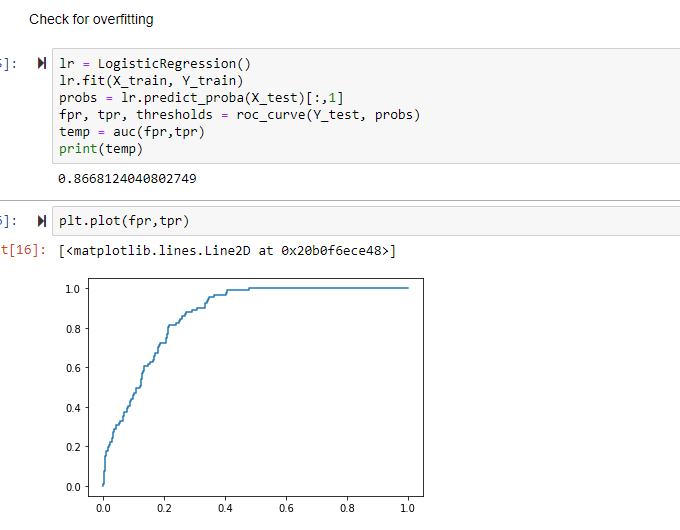 Check for overfitting
]:
lr = LogisticRegression()
lr.fit(X_train, Y_train)
probs = lr.predict_proba(X_test)[:,1]
fpr, tpr, thresholds = roc_curve(Y_test, probs)
temp = auc(fpr,tpr)
print(temp)
0.8668124040802749
]:
plt.plot(fpr,tpr)
t[16]: [<matplotlib.lines.Line2D at 0x20b0f6ece48>]
1.0
0.8
0.6
0.4
0.2
0.0
0.0 0.2 0.4 0.6 0.8 1.0